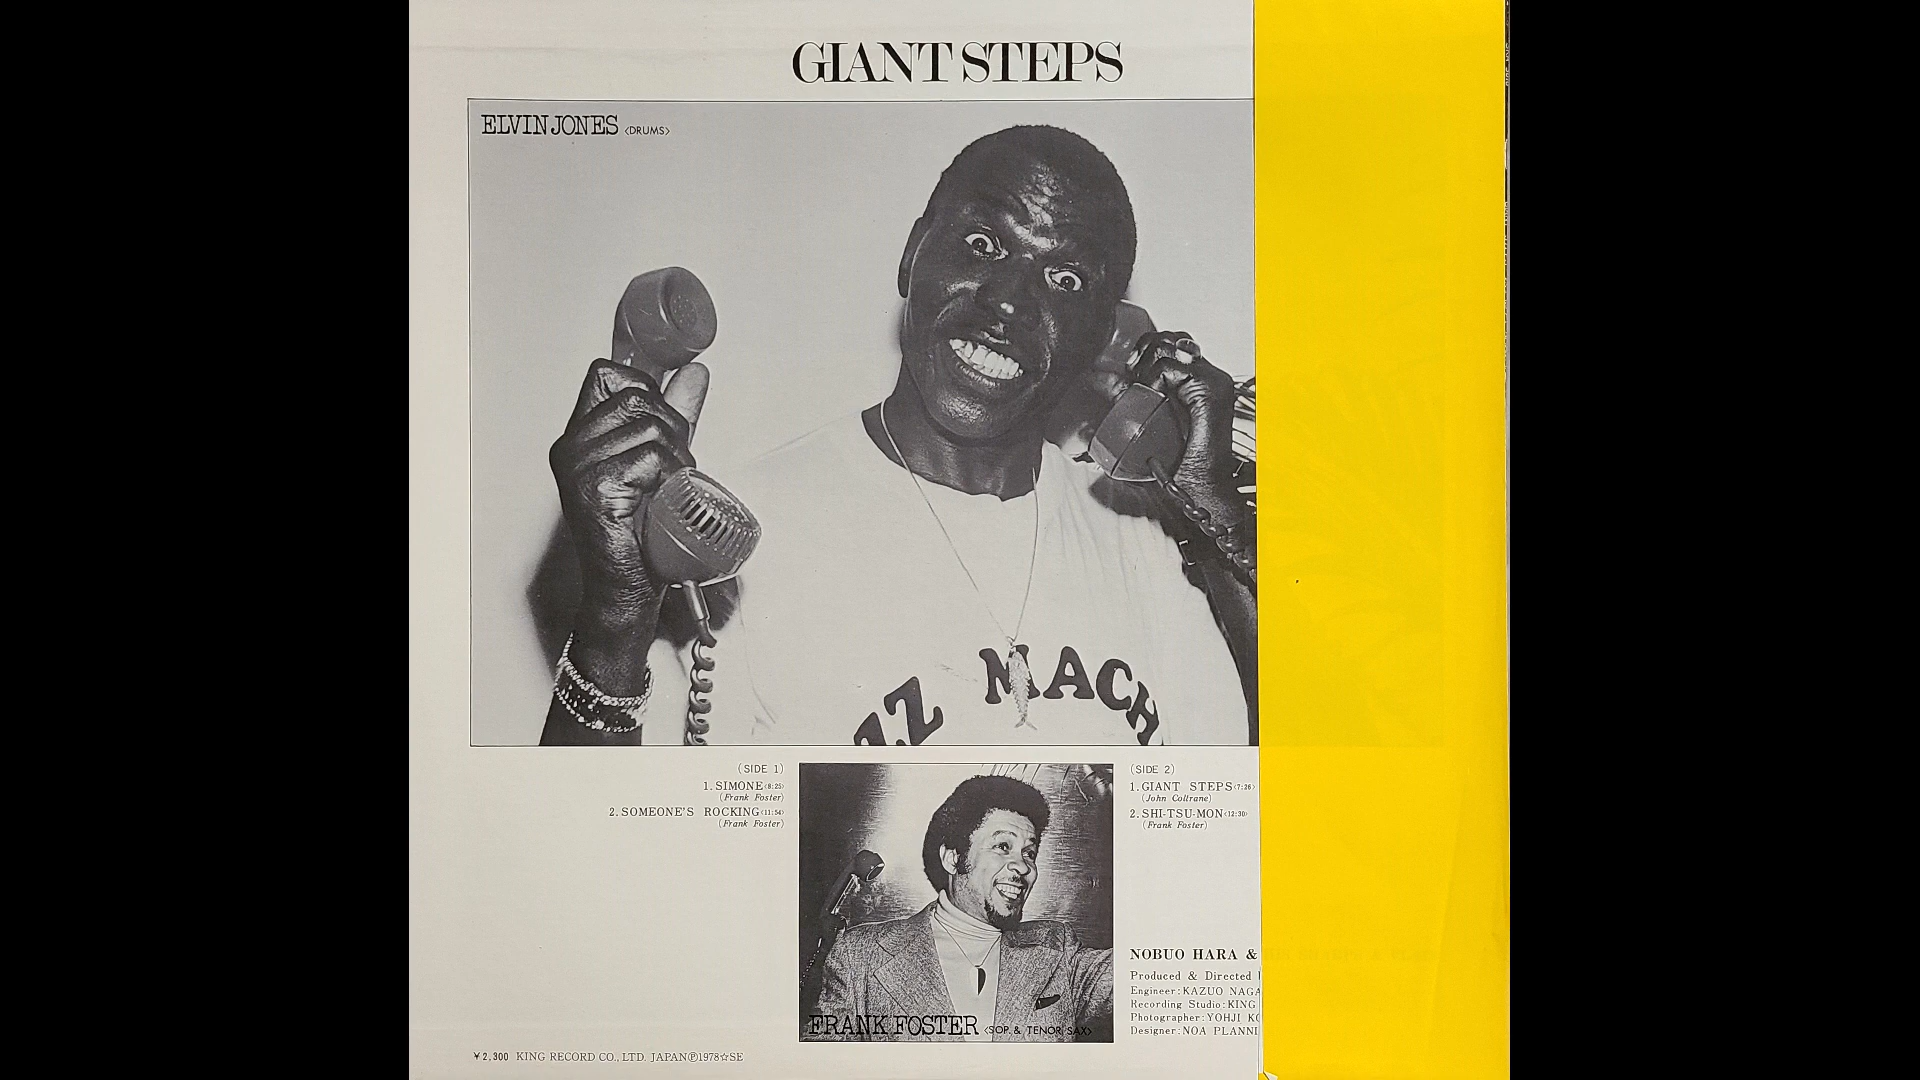 GIANT STEPS
ELVIN JONES <DRUMS>
ZZ MACH
(SIDE 1)
1. SIMONE <8:25>
(Frank Foster)
2. SOMEONE'S ROCKING <11:54>
(Frank Foster)
(SIDE 2)
1. GIANT STEPS <7:26>
(John Coltrane)
2. SHI-TSU-MON <12:30>
(Frank Foster)
FRANK FOSTER <SOP. & TENOR SAX>
NOBUO HARA &
Produced & Directed
Engineer: KAZUO NAGA
Recording Studio: KING
Photographer: YOHJI KO
Designer: NOA PLANNI
¥2,300 KING RECORD CO., LTD. JAPANⓅ1978☆SE